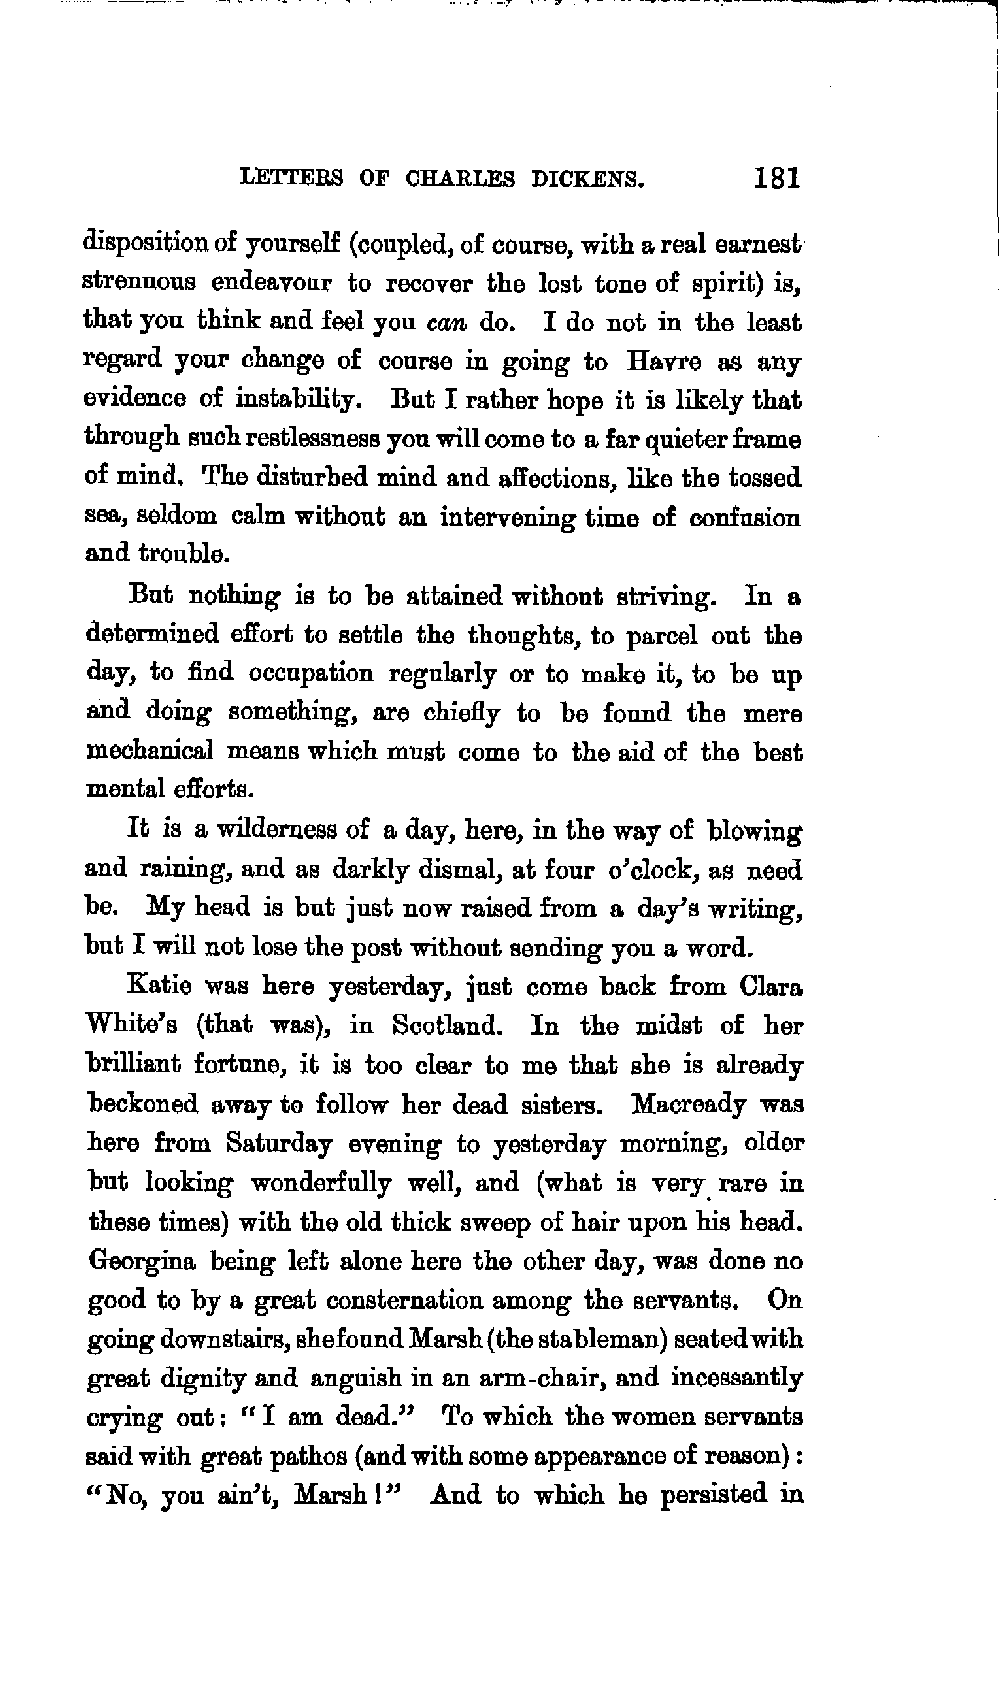 LETTERS OF CHARLES DICKENS. 181
disposition of yourself (coupled, of course, with a real earnest
strenuous endeavour to recover the lost tone of spirit) is,
that you think and feel you can do. I do not in the least
regard your change of course in going to Havre as any
evidence of instability. But I rather hope it is likely that
through such restlessness you will come to a far quieter frame
of mind. The disturbed mind and affections, like the tossed
sea, seldom calm without an intervening time of confusion
and trouble.
But nothing is to be attained without striving. In a
determined effort to settle the thoughts, to parcel out the
day, to find occupation regularly or to make it, to be up
and doing something, are chiefly to be found the mere
mechanical means which must come to the aid of the best
mental efforts.
It is a wilderness of a day, here, in the way of blowing
and raining, and as darkly dismal, at four o'clock, as need
be. My head is but just now raised from a day's writing,
but I will not lose the post without sending you a word.
Katie was here yesterday, just come back from Clara
White's (that was), in Scotland. In the midst of her
brilliant fortune, it is too clear to me that she is already
beckoned away to follow her dead sisters. Macready was
here from Saturday evening to yesterday morning, older
but looking wonderfully well, and (what is very rare in
these times) with the old thick sweep of hair upon his head.
Georgina being left alone here the other day, was done no
good to by a great consternation among the servants. On
going downstairs, she found Marsh (the stableman) seated with
great dignity and anguish in an arm-chair, and incessantly
crying out: "I am dead." To which the women servants
said with great pathos (and with some appearance of reason):
"No, you ain't, Marsh!" And to which he persisted in